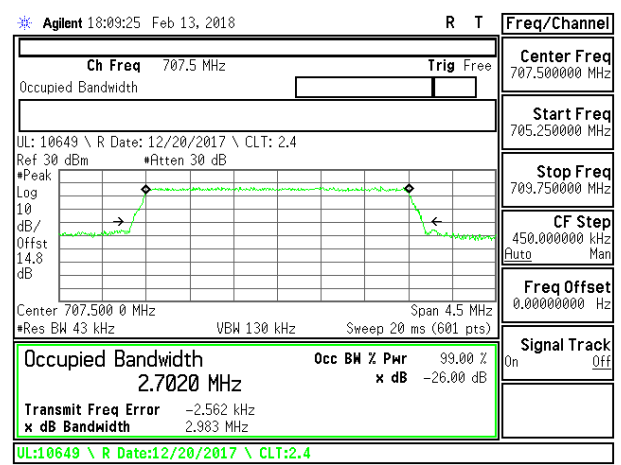 Agilent 18:09:25 Feb 13, 2018 R T
Freq/Channel
Ch Freq 707.5 MHz Trig Free
Occupied Bandwidth
Center Freq
707.500000 MHz
Start Freq
705.250000 MHz
Stop Freq
709.750000 MHz
CF Step
450.000000 kHz
Auto Man
Freq Offset
0.00000000 Hz
Signal Track
On Off
UL: 10649 \ R Date: 12/20/2017 \ CLT: 2.4
Ref 30 dBm #Atten 30 dB
#Peak
Log
10
dB/
Offst
14.8
dB
Center 707.500 0 MHz Span 4.5 MHz
#Res BW 43 kHz VBW 130 kHz Sweep 20 ms (601 pts)
Occupied Bandwidth Occ BW % Pwr 99.00 %
2.7020 MHz x dB -26.00 dB
Transmit Freq Error -2.562 kHz
x dB Bandwidth 2.983 MHz
UL:10649 \ R Date:12/20/2017 \ CLT:2.4